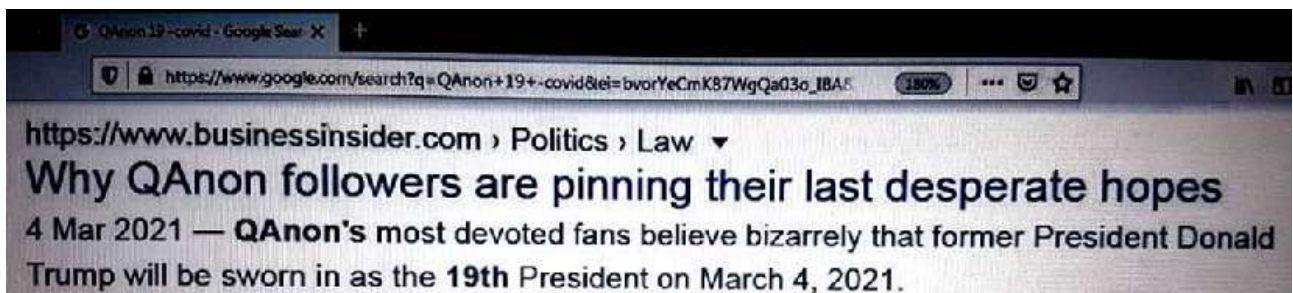 QAnon 19 -covid - Google Sear X +
https://www.google.com/search?q=QAnon+19+-covid&ei= 180% ...
https://www.businessinsider.com › Politics › Law ▼
Why QAnon followers are pinning their last desperate hopes
4 Mar 2021 — QAnon's most devoted fans believe bizarrely that former President Donald
Trump will be sworn in as the 19th President on March 4, 2021.